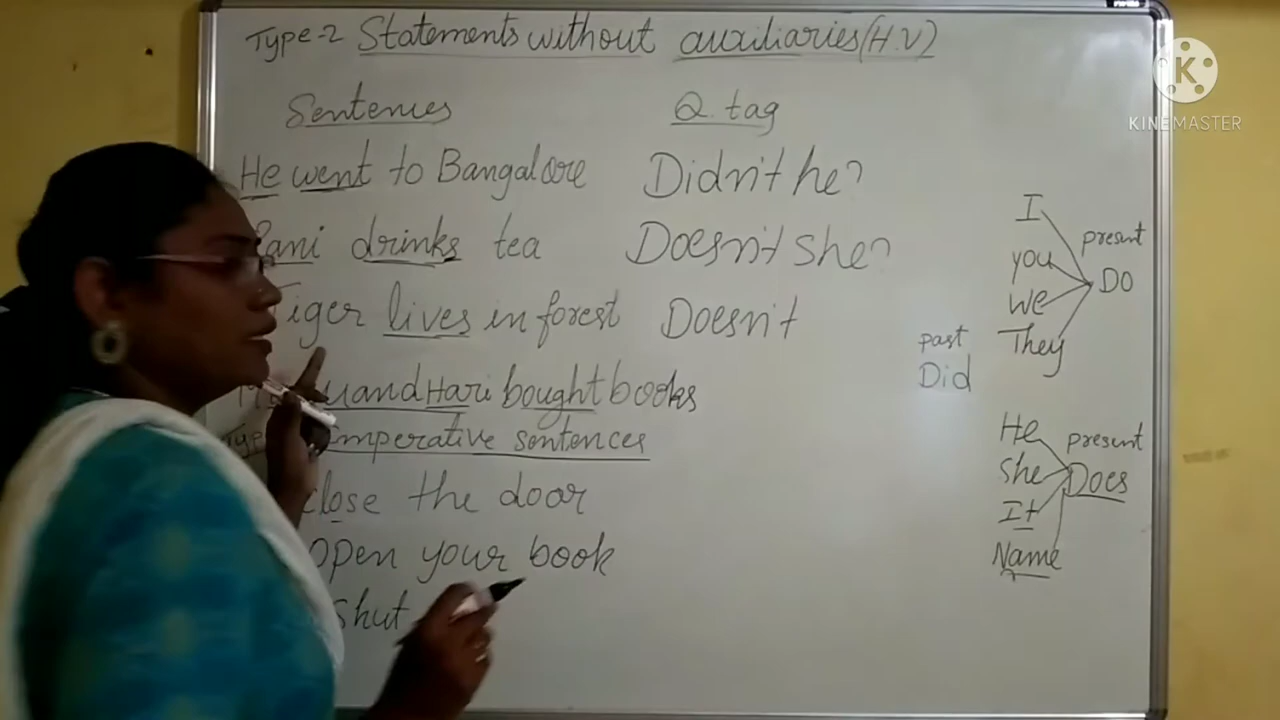 Type-2 Statements without auxiliaries(H.V)
Sentences Q. tag
He went to Bangalore Didn't he?
Rani drinks tea Doesn't She?
Tiger lives in forest Doesn't
and Hari bought books
Imperative sentences
close the door
Open your book
Shut
I
you
We
They
present
DO
past
Did
He
She
It
Name
present
Does
K
KINEMASTER